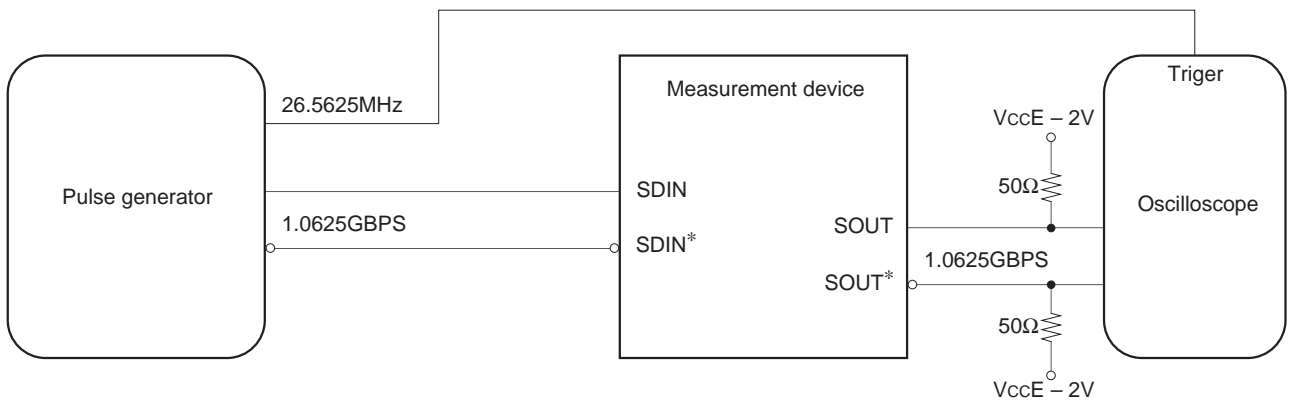 Triger
Measurement device
26.5625MHz
VCCE – 2V
50Ω
Pulse generator
SDIN
Oscilloscope
1.0625GBPS
SDIN*
SOUT
1.0625GBPS
SOUT*
50Ω
VCCE – 2V